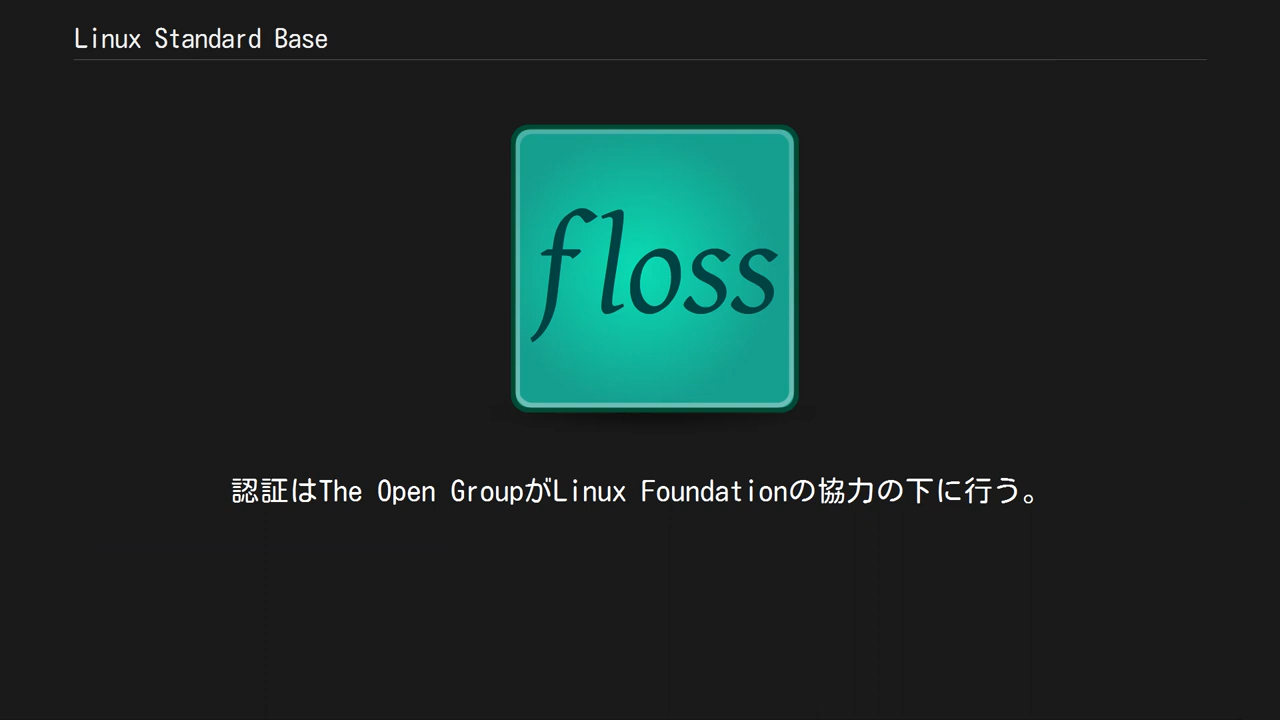 Linux Standard Base
floss
認証はThe Open GroupがLinux Foundationの協力の下に行う。